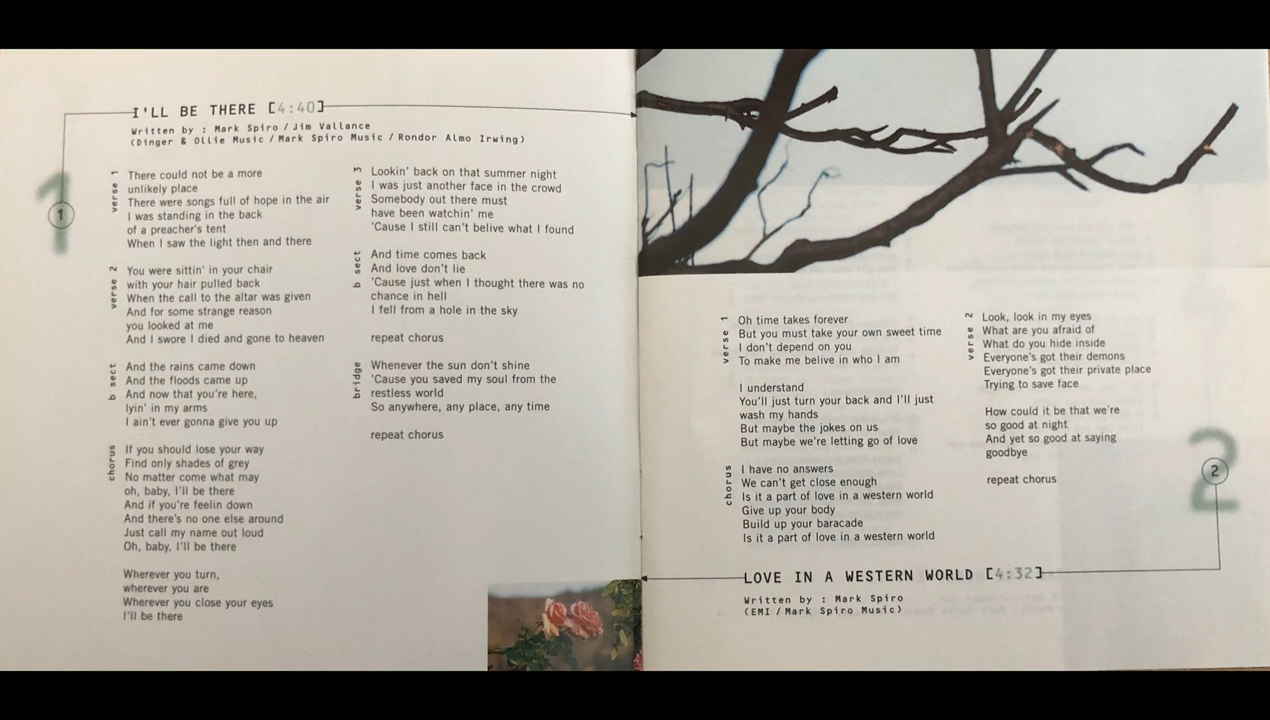 I'LL BE THERE [4:40]
Written by : Mark Spiro / Jim Vallance
(Dinger & Ollie Music / Mark Spiro Music / Rondor Almo Irwing)
1
1
verse 1
There could not be a more
unlikely place
There were songs full of hope in the air
I was standing in the back
of a preacher's tent
When I saw the light then and there
verse 2
You were sittin' in your chair
with your hair pulled back
When the call to the altar was given
And for some strange reason
you looked at me
And I swore I died and gone to heaven
b sect
And the rains came down
And the floods came up
And now that you're here,
lyin' in my arms
I ain't ever gonna give you up
chorus
If you should lose your way
Find only shades of grey
No matter come what may
oh, baby, I'll be there
And if you're feelin down
And there's no one else around
Just call my name out loud
Oh, baby, I'll be there
Wherever you turn,
wherever you are
Wherever you close your eyes
I'll be there
verse 3
Lookin' back on that summer night
I was just another face in the crowd
Somebody out there must
have been watchin' me
'Cause I still can't belive what I found
b sect
And time comes back
And love don't lie
'Cause just when I thought there was no
chance in hell
I fell from a hole in the sky
repeat chorus
bridge
Whenever the sun don't shine
'Cause you saved my soul from the
restless world
So anywhere, any place, any time
repeat chorus
verse 1
Oh time takes forever
But you must take your own sweet time
I don't depend on you
To make me belive in who I am
I understand
You'll just turn your back and I'll just
wash my hands
But maybe the jokes on us
But maybe we're letting go of love
chorus
I have no answers
We can't get close enough
Is it a part of love in a western world
Give up your body
Build up your baracade
Is it a part of love in a western world
verse 2
Look, look in my eyes
What are you afraid of
What do you hide inside
Everyone's got their demons
Everyone's got their private place
Trying to save face
How could it be that we're
so good at night
And yet so good at saying
goodbye
repeat chorus
2
2
LOVE IN A WESTERN WORLD [4:32]
Written by : Mark Spiro
(EMI / Mark Spiro Music)